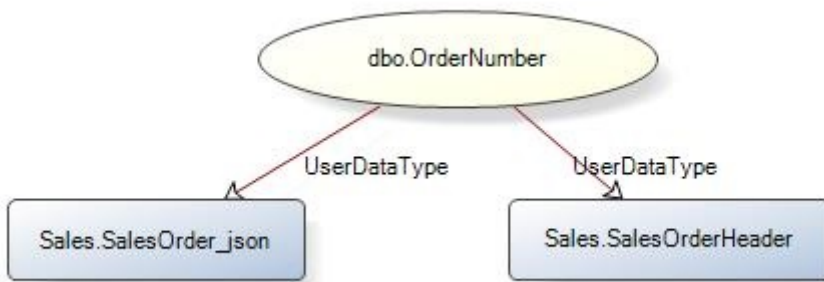 dbo.OrderNumber
UserDataType
UserDataType
Sales.SalesOrder_json
Sales.SalesOrderHeader